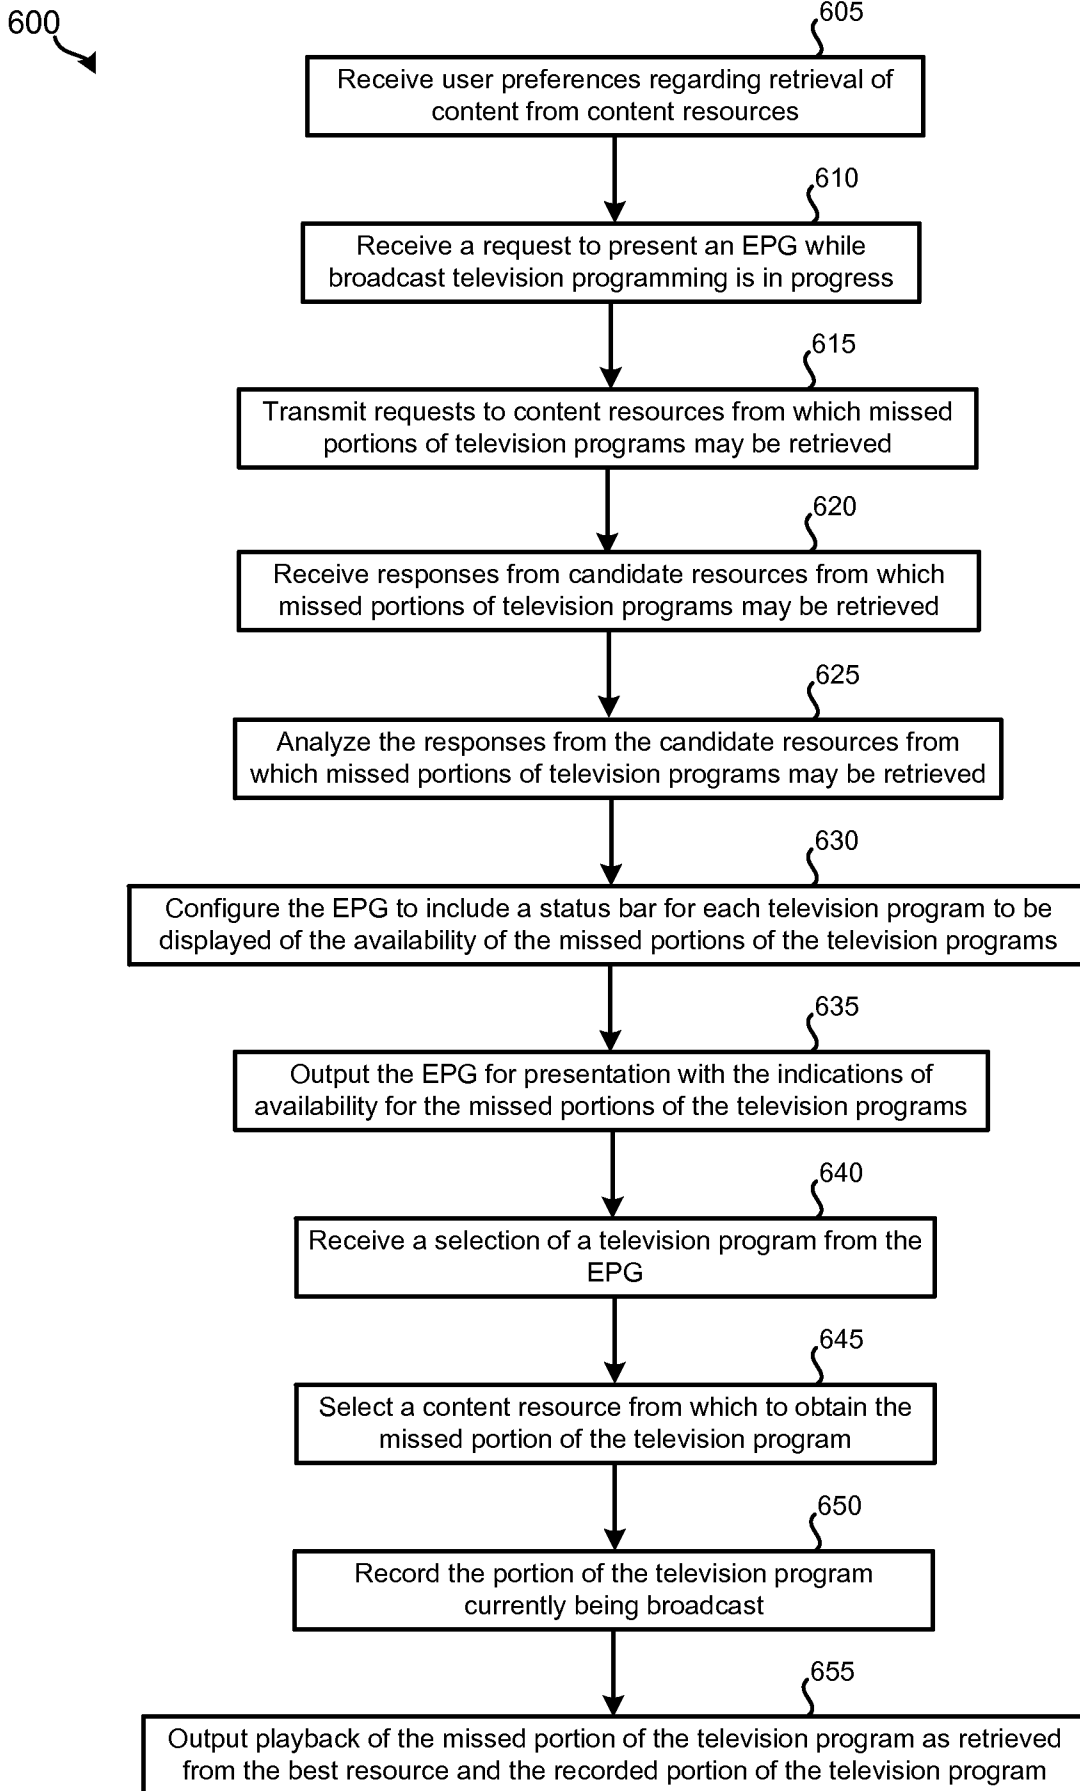 600
605
Receive user preferences regarding retrieval of
content from content resources
610
Receive a request to present an EPG while
broadcast television programming is in progress
615
Transmit requests to content resources from which missed
portions of television programs may be retrieved
620
Receive responses from candidate resources from which
missed portions of television programs may be retrieved
625
Analyze the responses from the candidate resources from
which missed portions of television programs may be retrieved
630
Configure the EPG to include a status bar for each television program to be
displayed of the availability of the missed portions of the television programs
635
Output the EPG for presentation with the indications of
availability for the missed portions of the television programs
640
Receive a selection of a television program from the
EPG
645
Select a content resource from which to obtain the
missed portion of the television program
650
Record the portion of the television program
currently being broadcast
655
Output playback of the missed portion of the television program as retrieved
from the best resource and the recorded portion of the television program